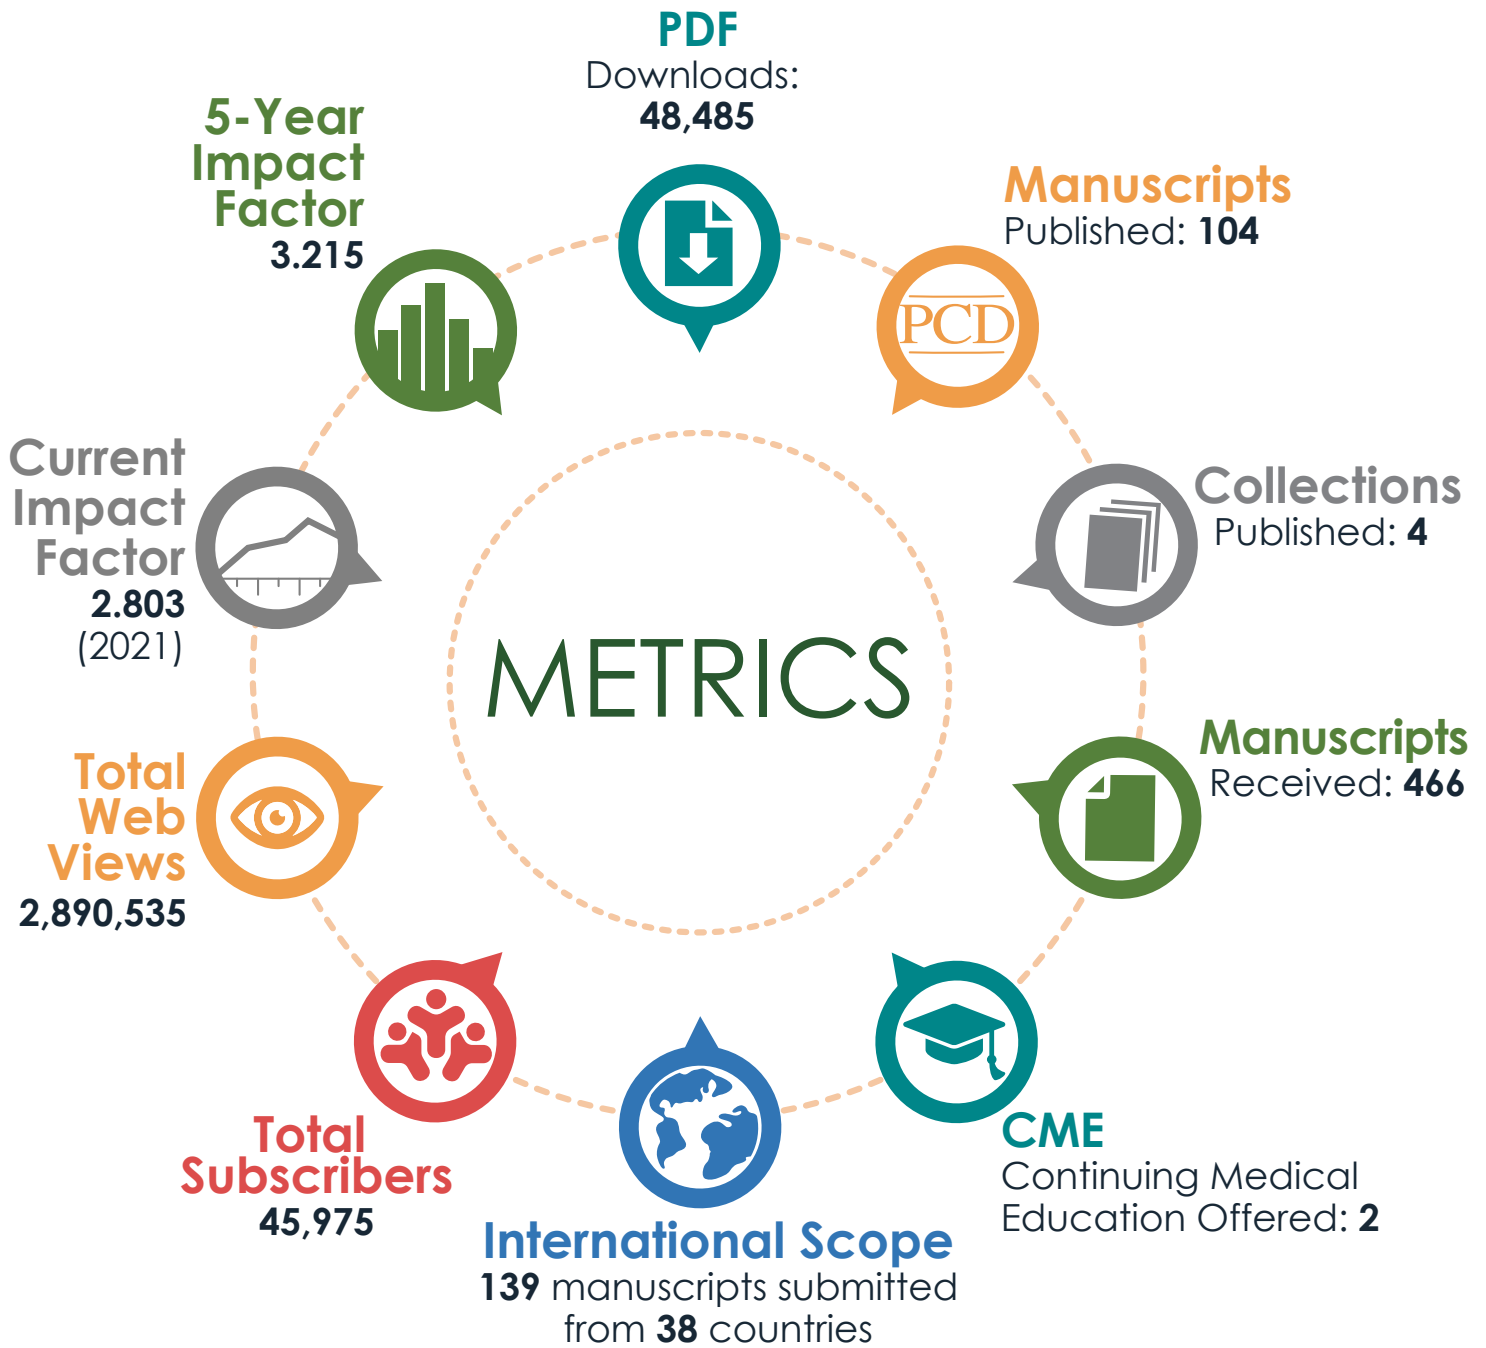 PDF
Downloads:
48,485
Manuscripts
Published: 104
PCD
Collections
Published: 4
Manuscripts
Received: 466
CME
Continuing Medical
Education Offered: 2
International Scope
139 manuscripts submitted
from 38 countries
Total
Subscribers
45,975
Total
Web
Views
2,890,535
Current
Impact
Factor
2.803
(2021)
5-Year
Impact
Factor
3.215
METRICS